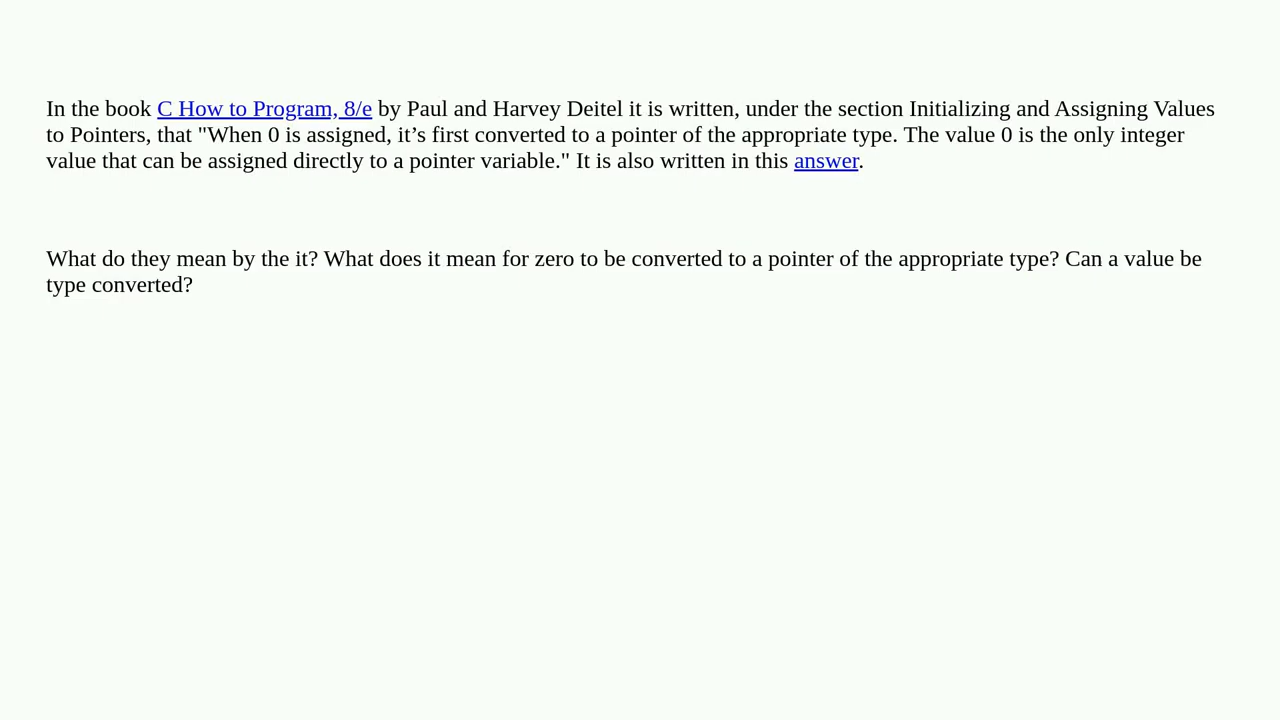 In the book C How to Program, 8/e by Paul and Harvey Deitel it is written, under the section Initializing and Assigning Values
to Pointers, that "When 0 is assigned, it’s first converted to a pointer of the appropriate type. The value 0 is the only integer
value that can be assigned directly to a pointer variable." It is also written in this answer.
What do they mean by the it? What does it mean for zero to be converted to a pointer of the appropriate type? Can a value be
type converted?